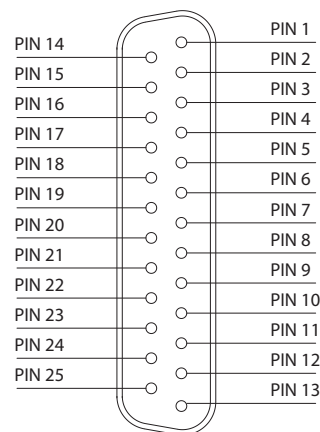 PIN 1
PIN 14
PIN 2
PIN 15
PIN 3
PIN 16
PIN 4
PIN 17
PIN 5
PIN 18
PIN 6
PIN 19
PIN 7
PIN 20
PIN 8
PIN 21
PIN 9
PIN 22
PIN 10
PIN 23
PIN 11
PIN 24
PIN 12
PIN 25
PIN 13